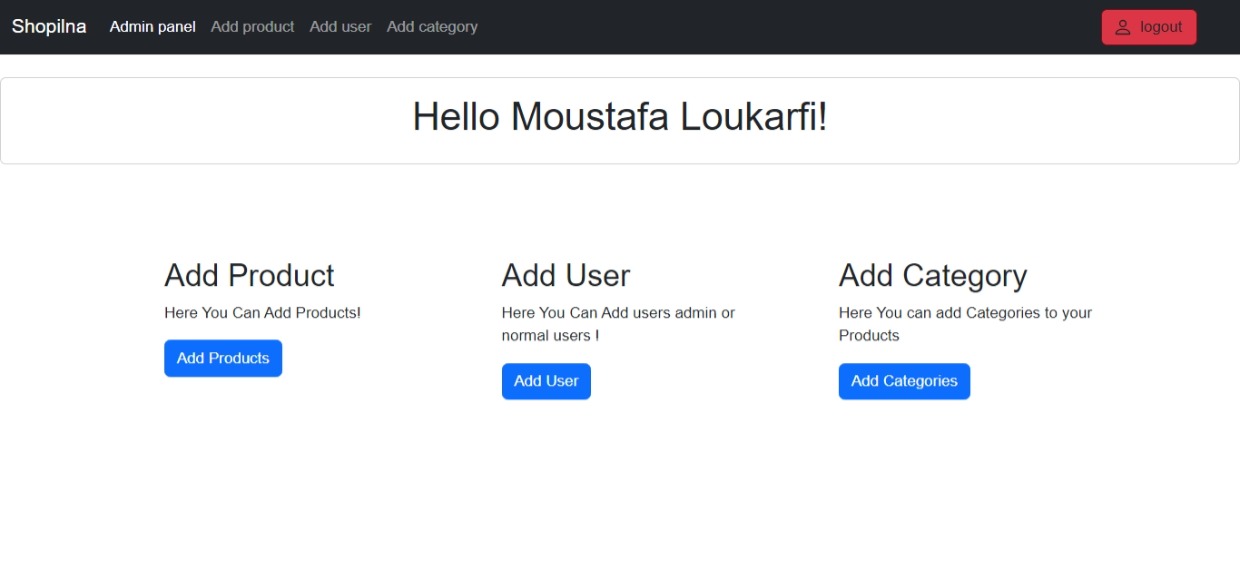 Shopilna Admin panel Add product Add user Add category logout
Hello Moustafa Loukarfi!
Add Product
Here You Can Add Products!
Add Products
Add User
Here You Can Add users admin or
normal users !
Add User
Add Category
Here You can add Categories to your
Products
Add Categories